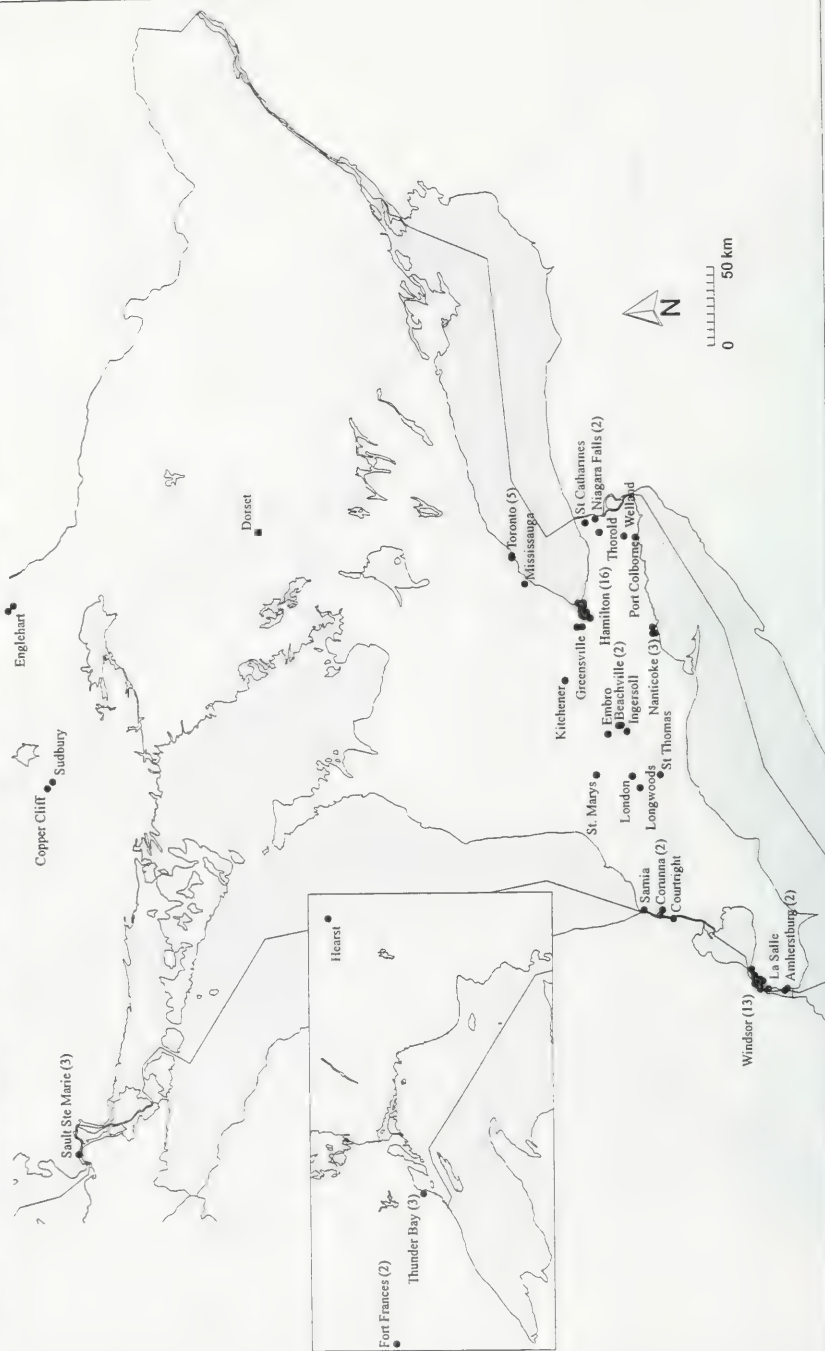 Englehart
Copper Cliff
Sudbury
Sault Ste Marie (3)
Dorset
Hearst
Fort Frances (2)
Thunder Bay (3)
Toronto (5)
Mississauga
St Catharines
Niagara Falls (2)
Thorold
Welland
Port Colborne
Hamilton (16)
Greensville
Kitchener
Embro
Beachville (2)
Ingersoll
Nanticoke (3)
St. Marys
London
Longwoods
St Thomas
Sarnia
Corunna (2)
Courtright
Windsor (13)
La Salle
Amherstburg (2)
N
0 50 km